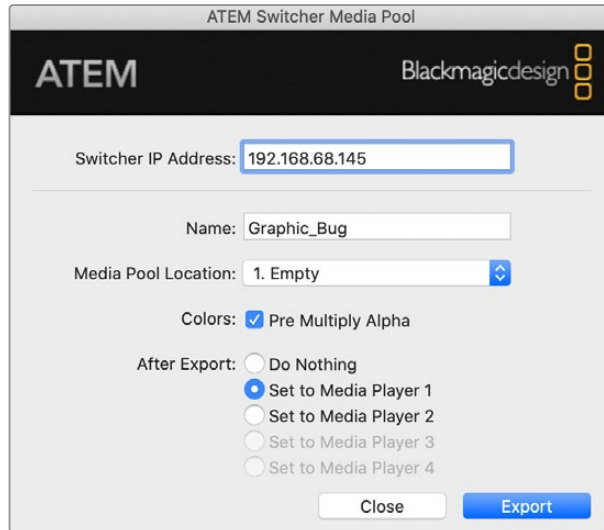 ATEM Switcher Media Pool
ATEM Blackmagicdesign
Switcher IP Address: 192.168.68.145
Name: Graphic_Bug
Media Pool Location: 1. Empty
Colors: Pre Multiply Alpha
After Export: Do Nothing
Set to Media Player 1
Set to Media Player 2
Set to Media Player 3
Set to Media Player 4
Close Export